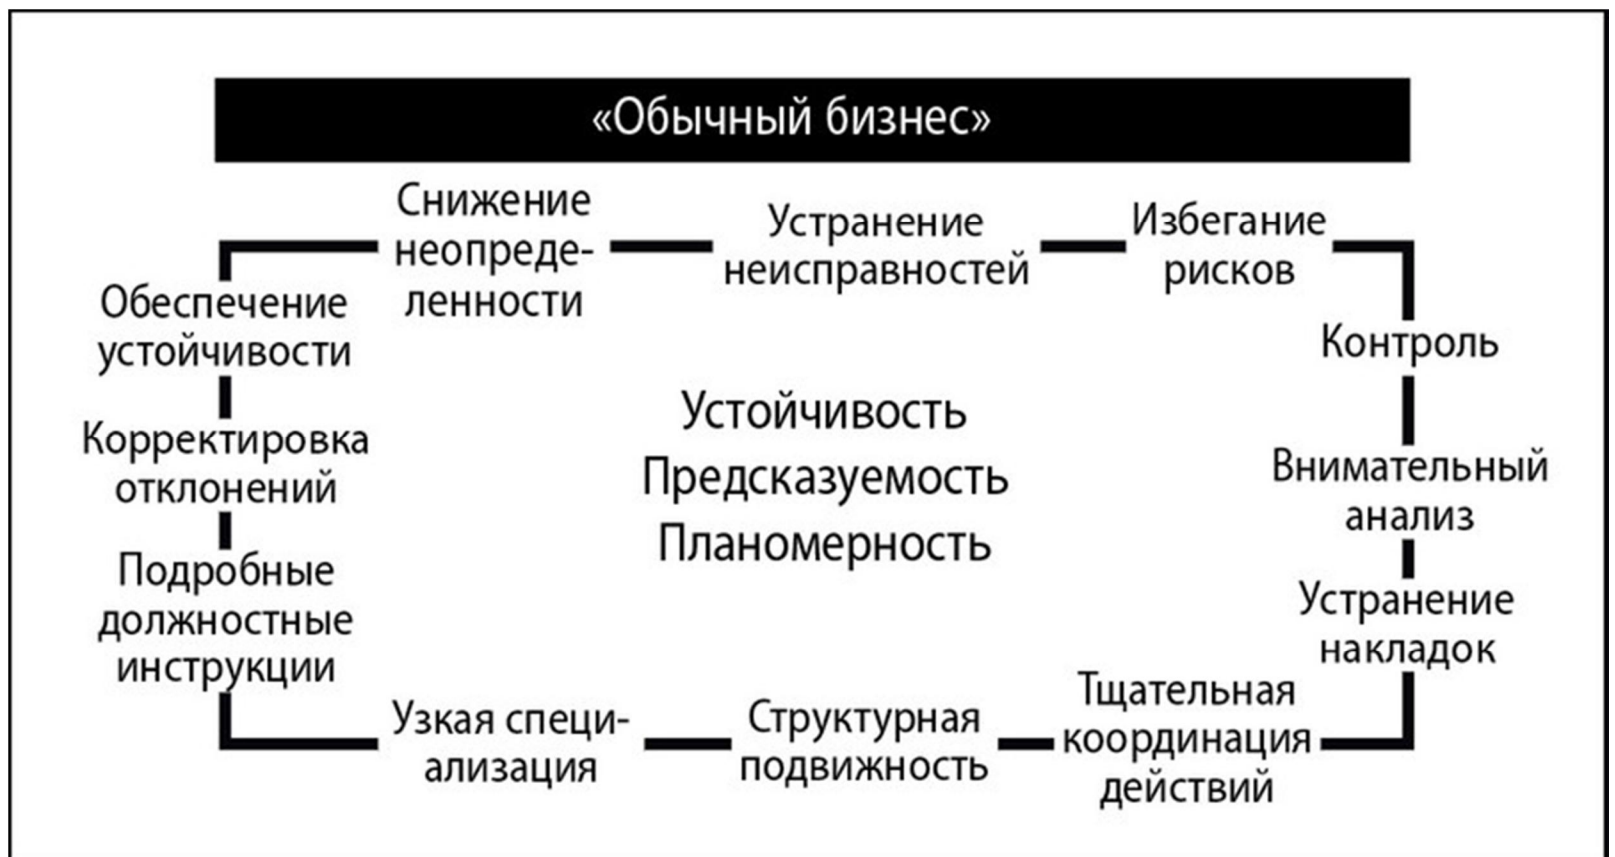 «Обычный бизнес»
Снижение
неопреде-
ленности
Устранение
неисправностей
Избегание
рисков
Контроль
Внимательный
анализ
Устранение
накладок
Тщательная
координация
действий
Структурная
подвижность
Узкая специ-
ализация
Подробные
должностные
инструкции
Корректировка
отклонений
Обеспечение
устойчивости
Устойчивость
Предсказуемость
Планомерность